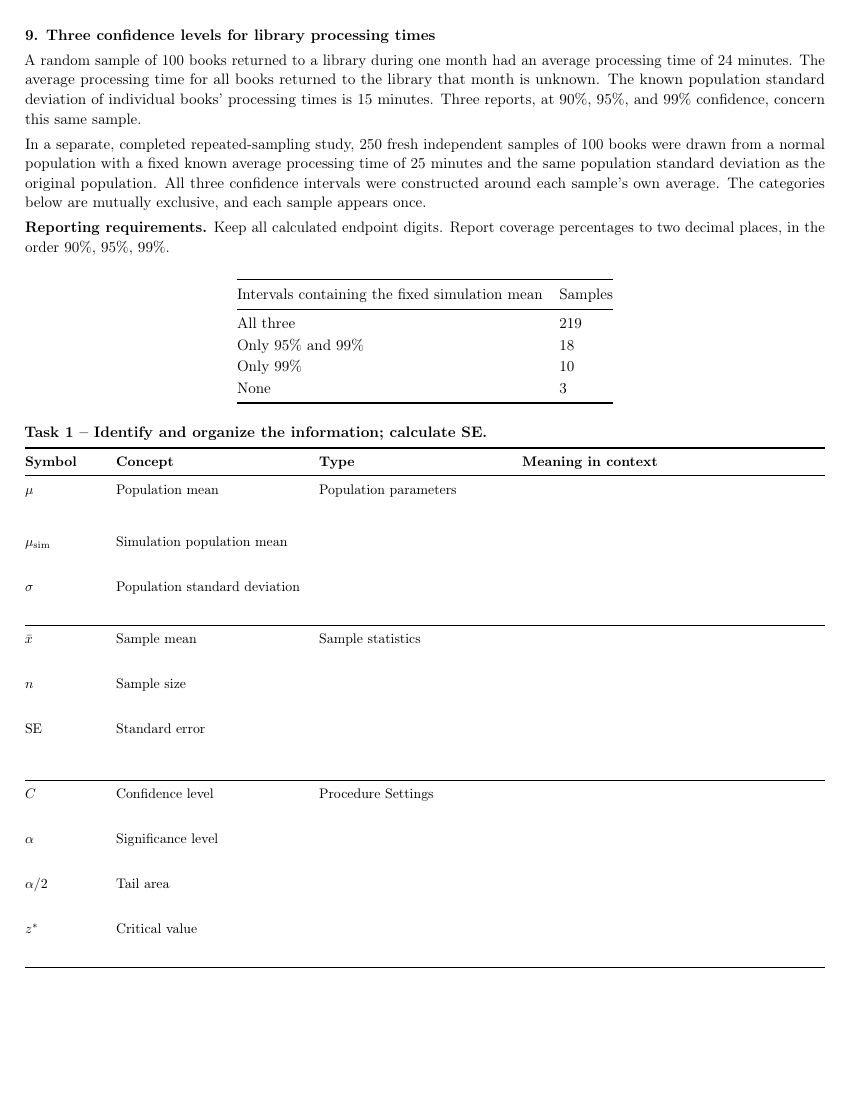 9. Three confidence levels for library processing times
A random sample of 100 books returned to a library during one month had an average processing time of 24 minutes. The
average processing time for all books returned to the library that month is unknown. The known population standard
deviation of individual books' processing times is 15 minutes. Three reports, at 90%, 95%, and 99% confidence, concern
this same sample.
In a separate, completed repeated-sampling study, 250 fresh independent samples of 100 books were drawn from a normal
population with a fixed known average processing time of 25 minutes and the same population standard deviation as the
original population. All three confidence intervals were constructed around each sample's own average. The categories
below are mutually exclusive, and each sample appears once.
Reporting requirements. Keep all calculated endpoint digits. Report coverage percentages to two decimal places, in the
order 90%, 95%, 99%.
Intervals containing the fixed simulation mean Samples
All three 219
Only 95% and 99% 18
Only 99% 10
None 3
Task 1 – Identify and organize the information; calculate SE.
Symbol Concept Type Meaning in context
μ Population mean Population parameters
μsim Simulation population mean
σ Population standard deviation
x̄ Sample mean Sample statistics
n Sample size
SE Standard error
C Confidence level Procedure Settings
α Significance level
α/2 Tail area
z* Critical value